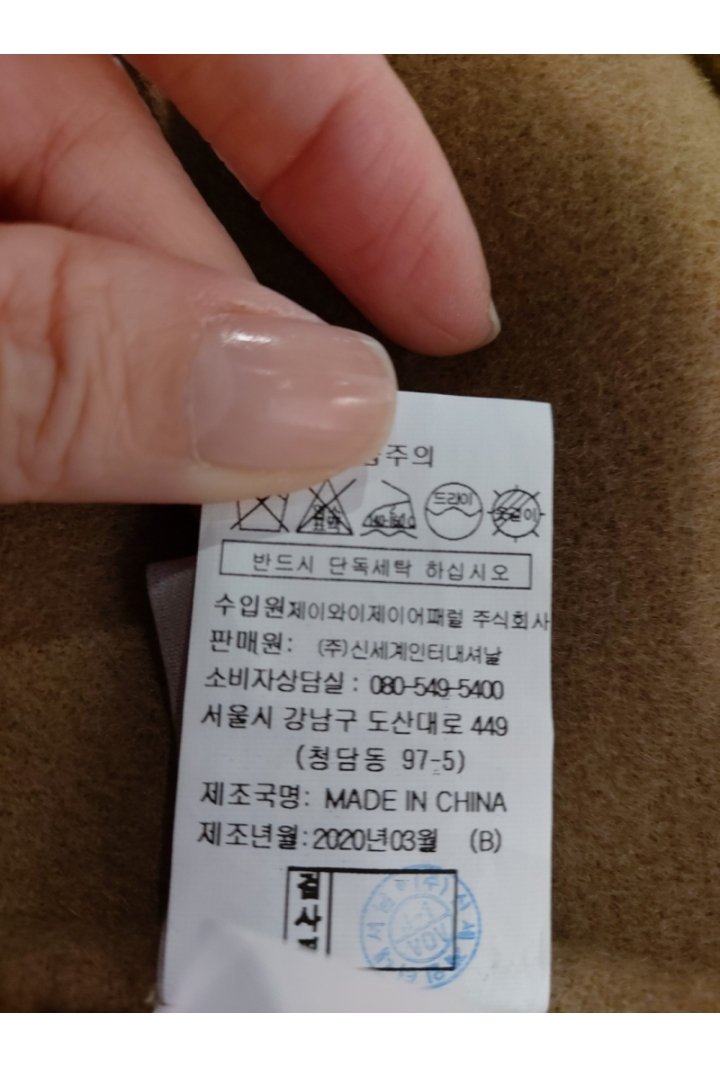 주의
드라이
옷걸이
반드시 단독세탁 하십시오
수입원제이와이제이어패럴 주식회사
판매원: (주)신세계인터내셔날
소비자상담실 : 080-549-5400
서울시 강남구 도산대로 449
(청담동 97-5)
제조국명: MADE IN CHINA
제조년월:2020년03월 (B)
검사